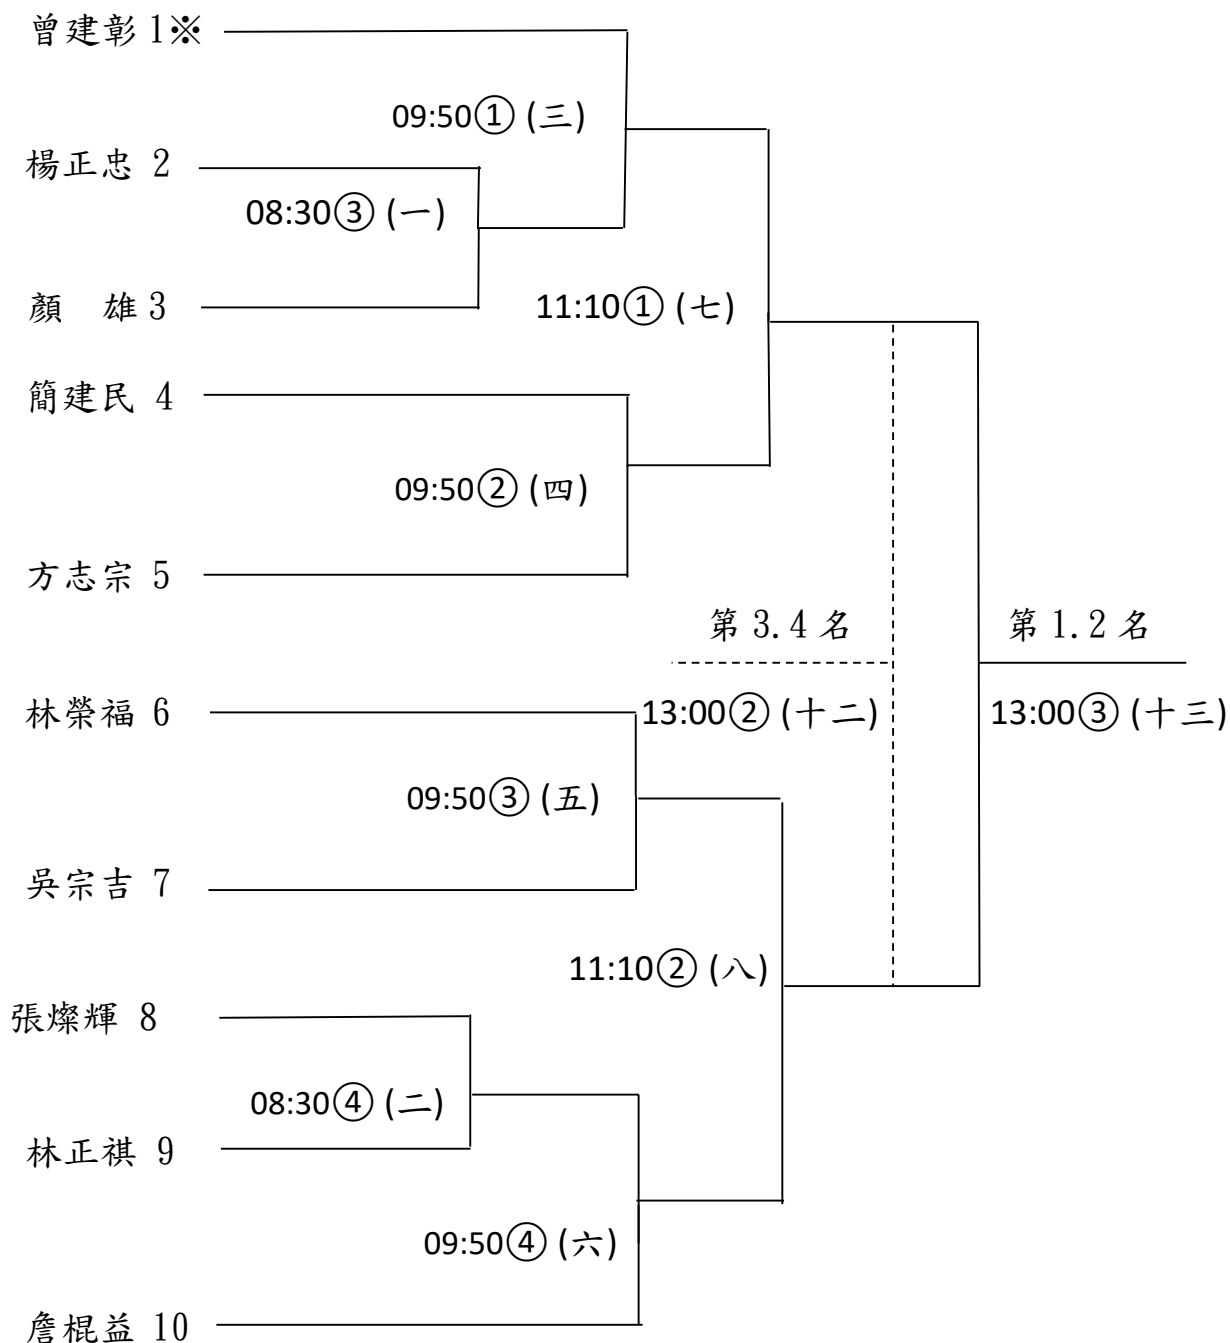 曾建彰 1※
09:50① (三)
楊正忠 2
08:30③ (一)
顏　雄 3
11:10① (七)
簡建民 4
09:50② (四)
方志宗 5
第 3.4 名
第 1.2 名
林榮福 6
13:00② (十二)
13:00③ (十三)
09:50③ (五)
吳宗吉 7
11:10② (八)
張燦輝 8
08:30④ (二)
林正祺 9
09:50④ (六)
詹棍益 10